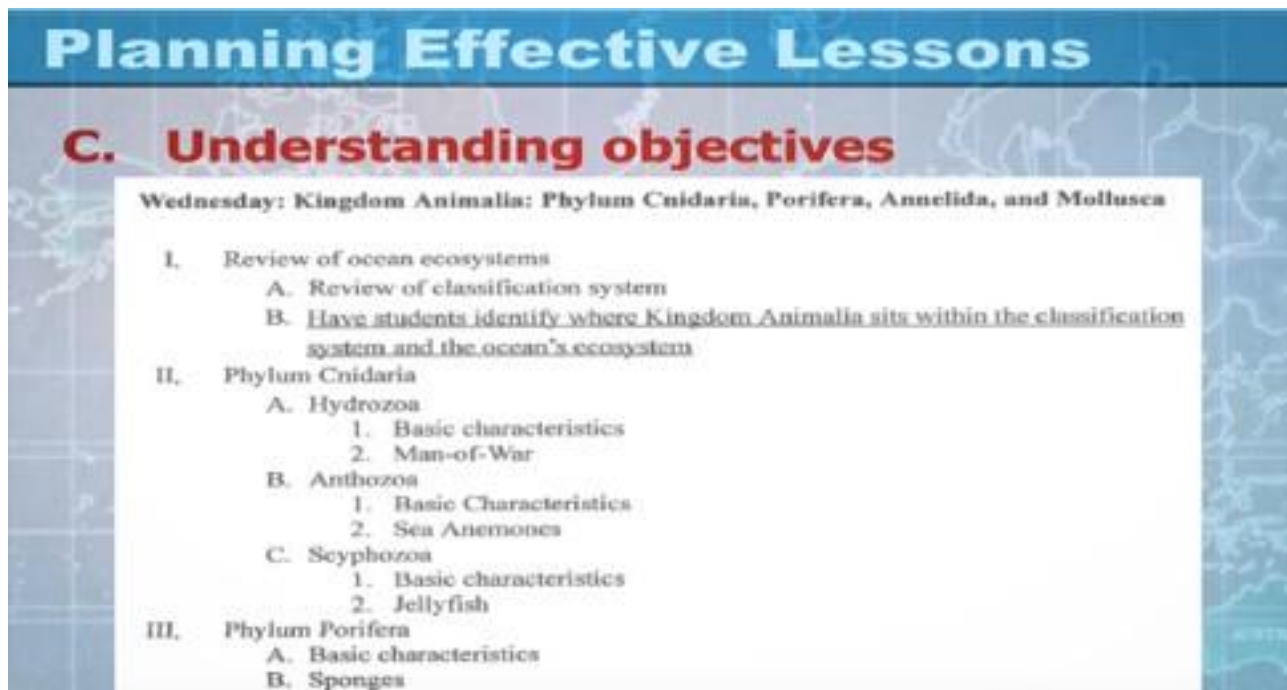 Planning Effective Lessons
C. Understanding objectives
Wednesday: Kingdom Animalia: Phylum Cnidaria, Porifera, Annelida, and Mollusca
I. Review of ocean ecosystems
A. Review of classification system
B. Have students identify where Kingdom Animalia sits within the classification
system and the ocean's ecosystem
II. Phylum Cnidaria
A. Hydrozoa
1. Basic characteristics
2. Man-of-War
B. Anthozoa
1. Basic Characteristics
2. Sea Anemones
C. Scyphozoa
1. Basic characteristics
2. Jellyfish
III. Phylum Porifera
A. Basic characteristics
B. Sponges